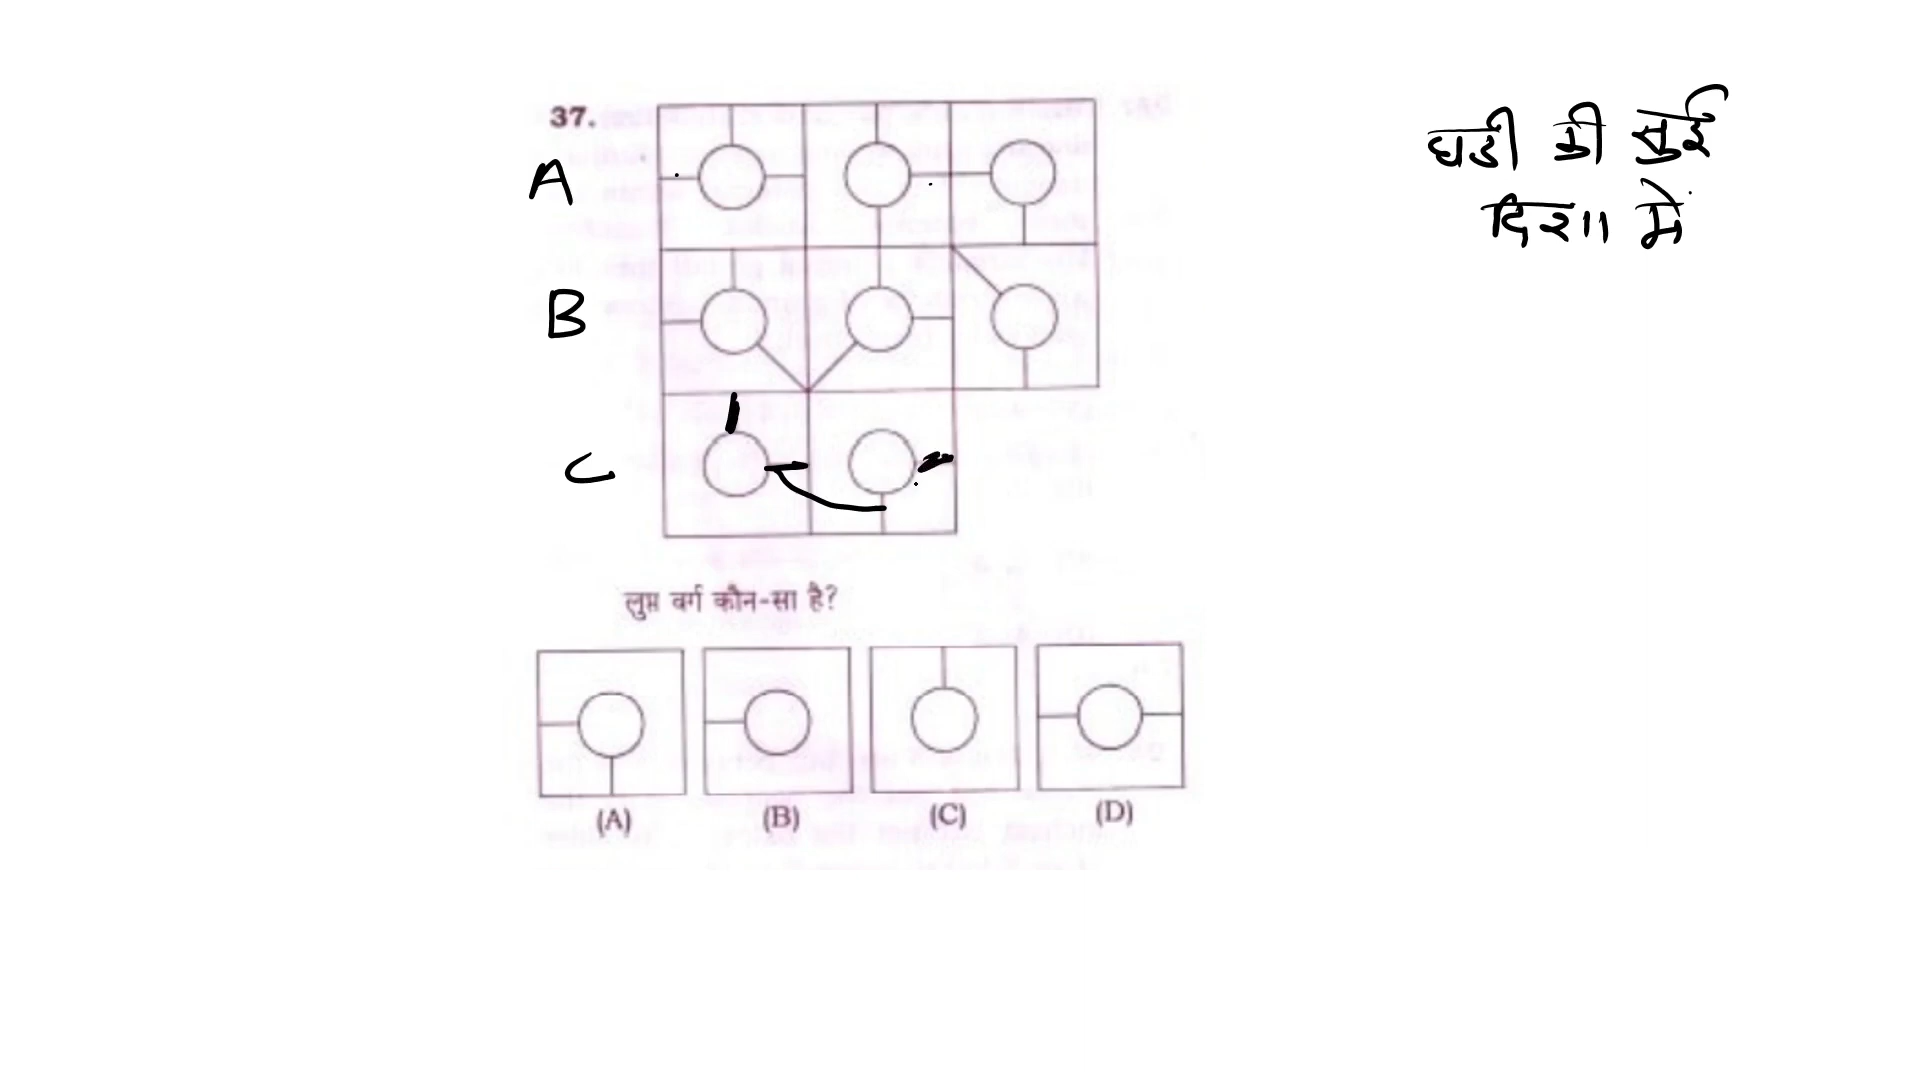 37.
A
B
C
घडी की सुई
दिशा में
लुप्त वर्ग कौन-सा है?
(A) (B) (C) (D)